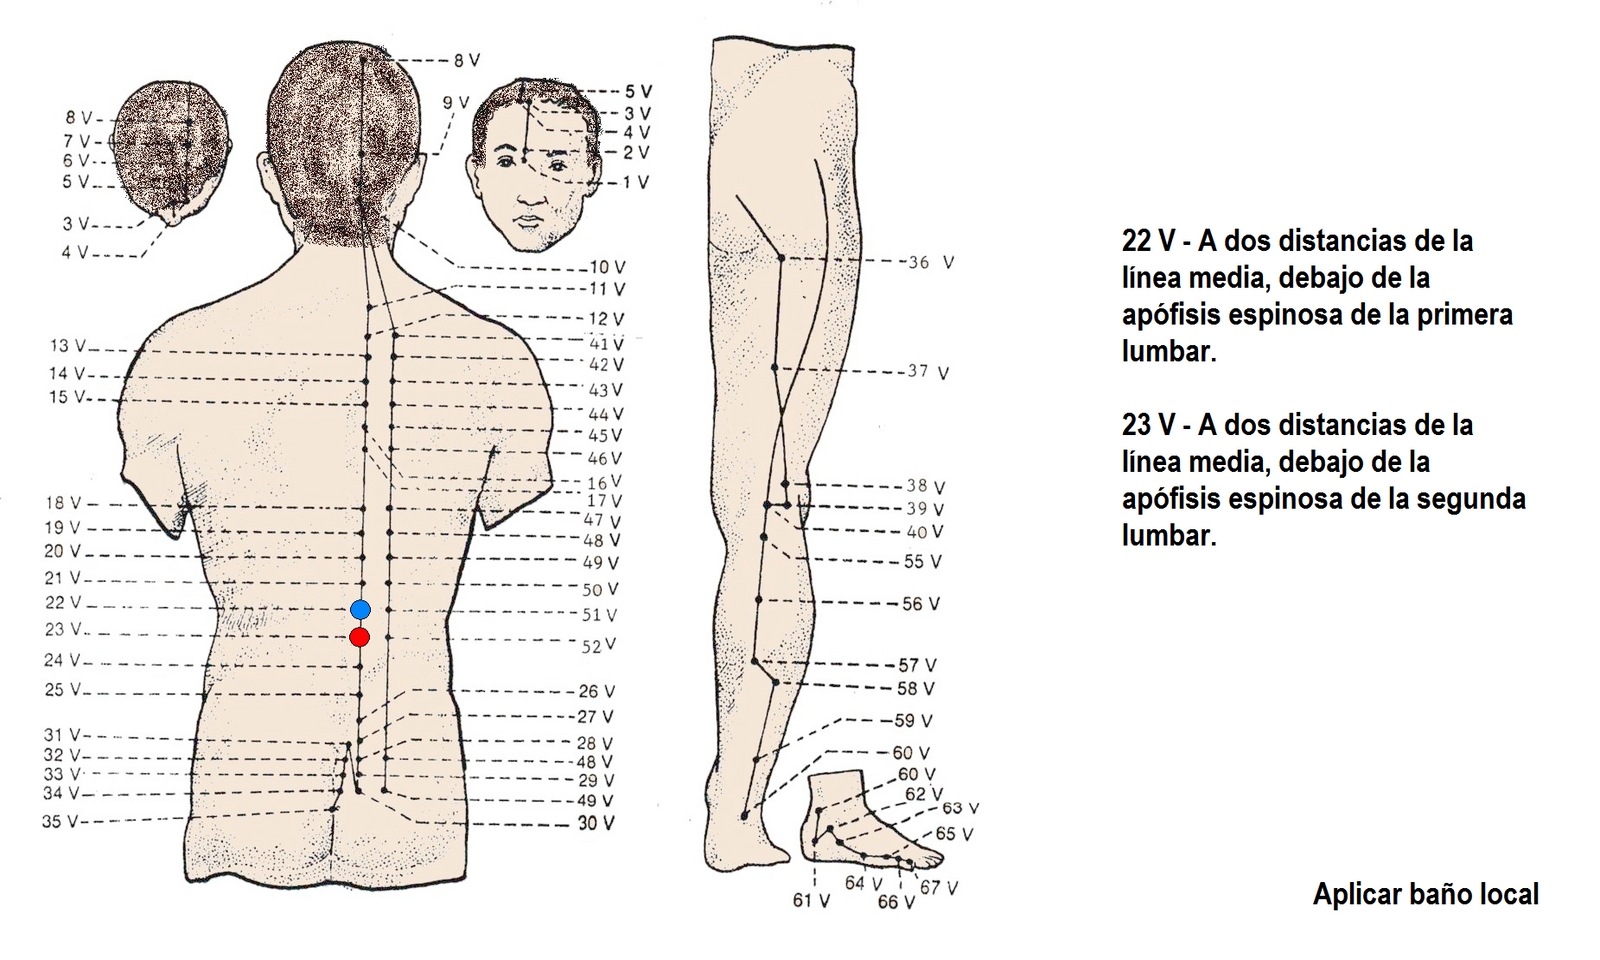 8 V
9 V
5 V
3 V
4 V
2 V
1 V
8 V
7 V
6 V
5 V
3 V
4 V
10 V
11 V
12 V
41 V
42 V
43 V
44 V
45 V
46 V
16 V
17 V
47 V
48 V
49 V
50 V
51 V
52 V
26 V
27 V
28 V
48 V
29 V
49 V
30 V
13 V
14 V
15 V
18 V
19 V
20 V
21 V
22 V
23 V
24 V
25 V
31 V
32 V
33 V
34 V
35 V
36 V
37 V
38 V
39 V
40 V
55 V
56 V
57 V
58 V
59 V
60 V
60 V
62 V
63 V
65 V
64 V
67 V
61 V
66 V
22 V - A dos distancias de la
línea media, debajo de la
apófisis espinosa de la primera
lumbar.
23 V - A dos distancias de la
línea media, debajo de la
apófisis espinosa de la segunda
lumbar.
Aplicar baño local